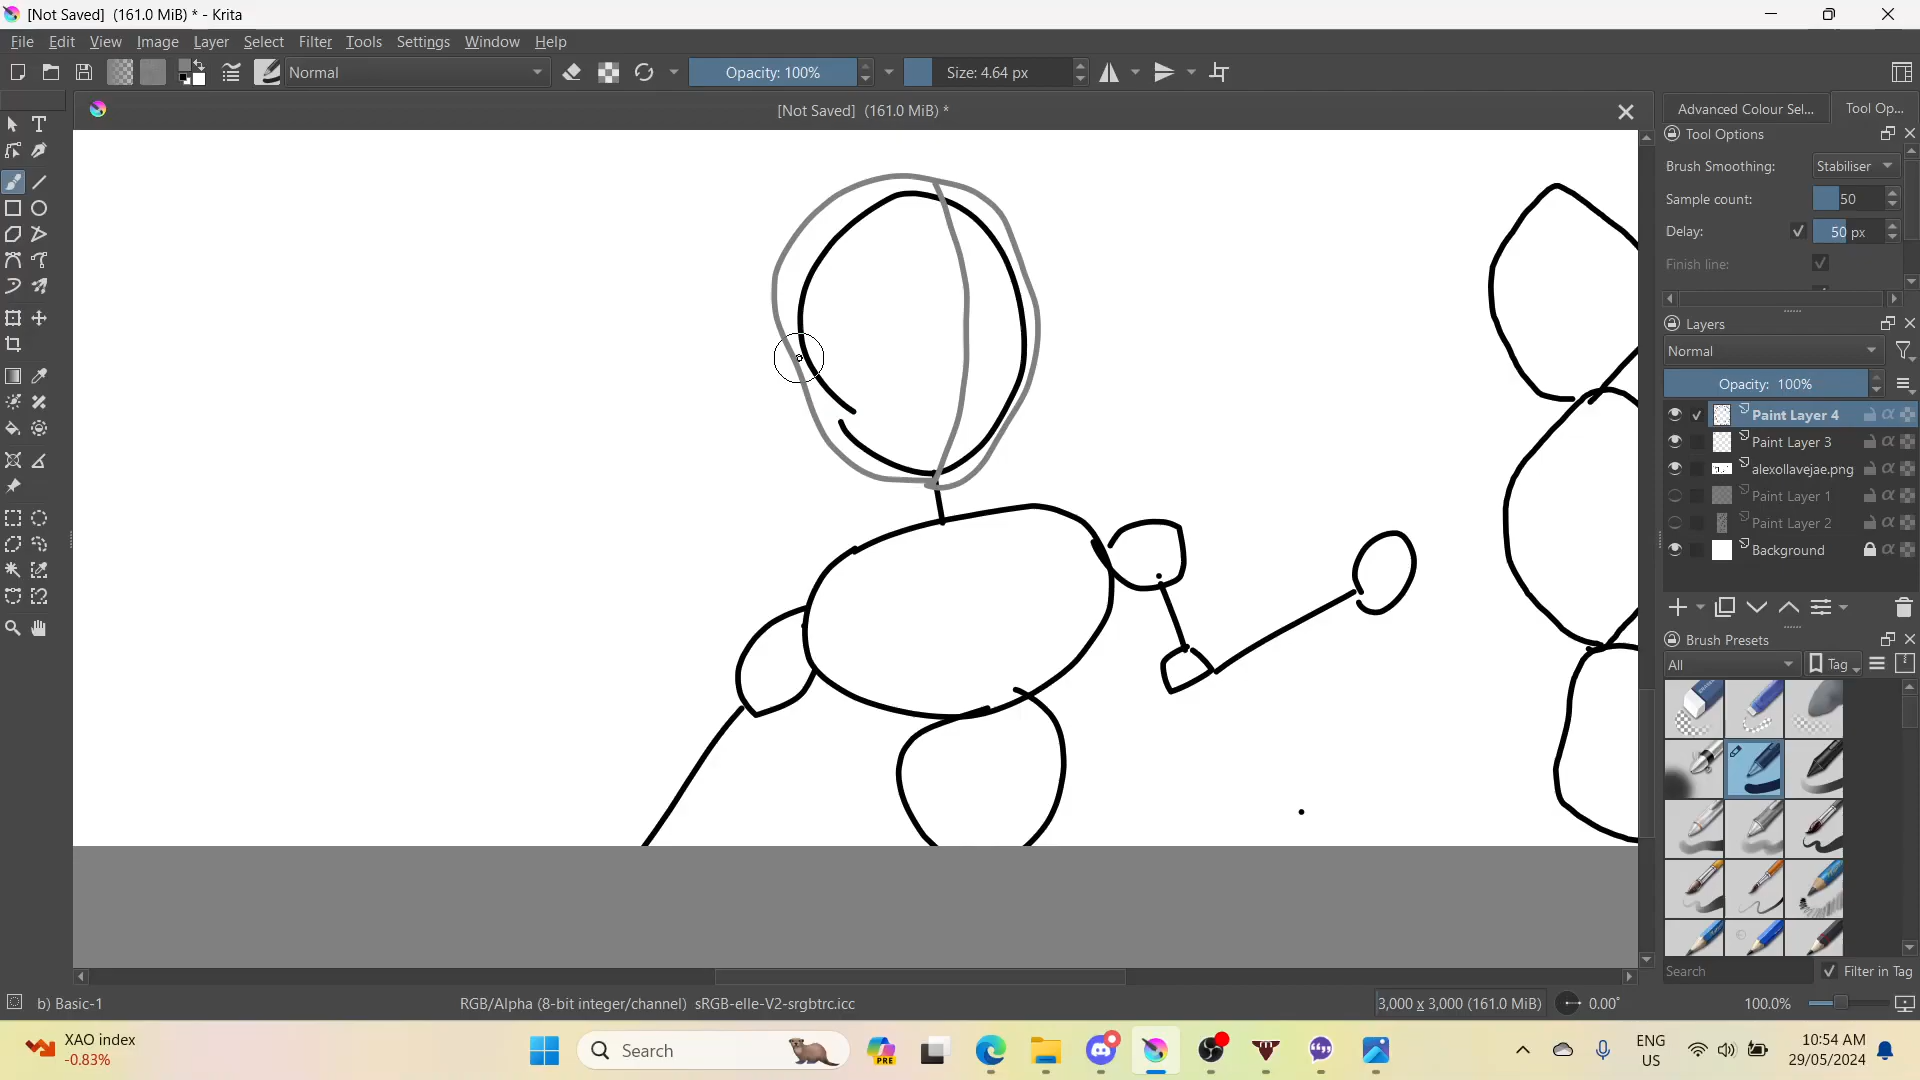 [Not Saved] (161.0 MiB) * - Krita
File Edit View Image Layer Select Filter Tools Settings Window Help
Normal Opacity: 100% Size: 4.64 px
[Not Saved] (161.0 MiB) *
Advanced Colour Sel... Tool Op...
Tool Options
Brush Smoothing: Stabiliser
Sample count: 50
Delay: 50 px
Finish line:
Layers
Normal
Opacity: 100%
Paint Layer 4
Paint Layer 3
alexollavejae.png
Paint Layer 1
Paint Layer 2
Background
Brush Presets
All Tag
Search Filter in Tag
b) Basic-1 RGB/Alpha (8-bit integer/channel) sRGB-elle-V2-srgbtrc.icc 3,000 x 3,000 (161.0 MiB) 0.00° 100.0%
XAO index
-0.83%
Search
PRE
ENG
US
10:54 AM
29/05/2024